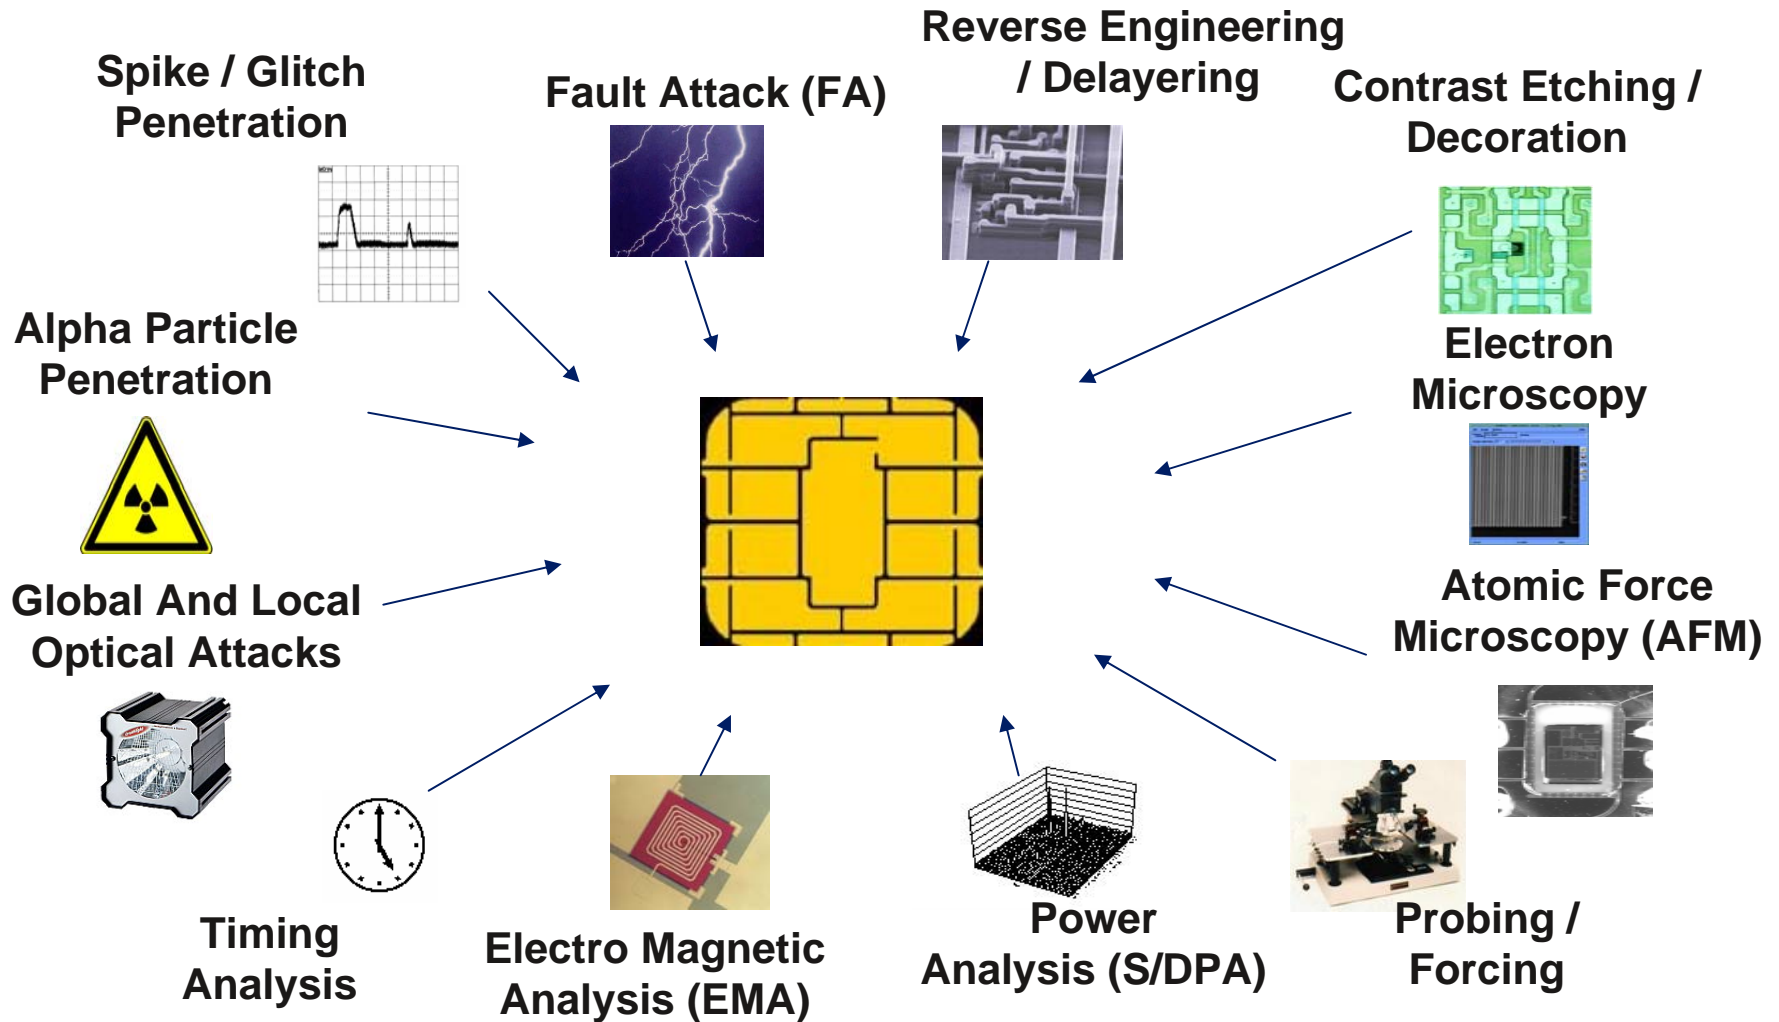 Reverse Engineering
/ Delayering
Spike / Glitch
Penetration
Fault Attack (FA)
Contrast Etching /
Decoration
Alpha Particle
Penetration
Electron
Microscopy
Global And Local
Optical Attacks
Atomic Force
Microscopy (AFM)
Timing
Analysis
Electro Magnetic
Analysis (EMA)
Power
Analysis (S/DPA)
Probing /
Forcing